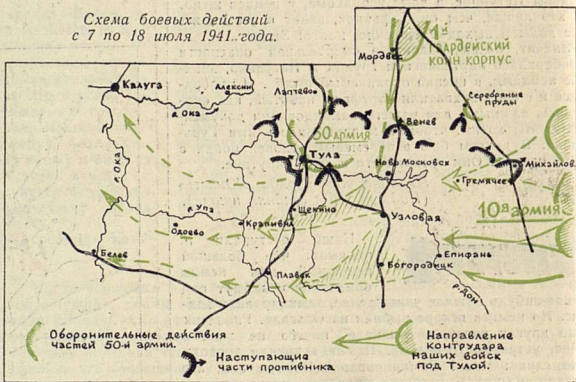 Схема боевых действий
с 7 по 18 июля 1941 года.
1й
гвардейский
кон. корпус
Мордвес
Калуга
Алексин
Лаптево
Серебряные
пруды
р. Ока
50 армия
Венев
Тула
р. Ока
Новомосковск
Михайлов
Гремячее
р. Упа
Щекино
10я армия
Одоево
Крапивна
Узловая
Белев
Епифань
Плавск
Богородицк
р. Дон
Оборонительные действия
частей 50-й армии.
Наступающие
части противника
Направление
контрудара
наших войск
под Тулой.